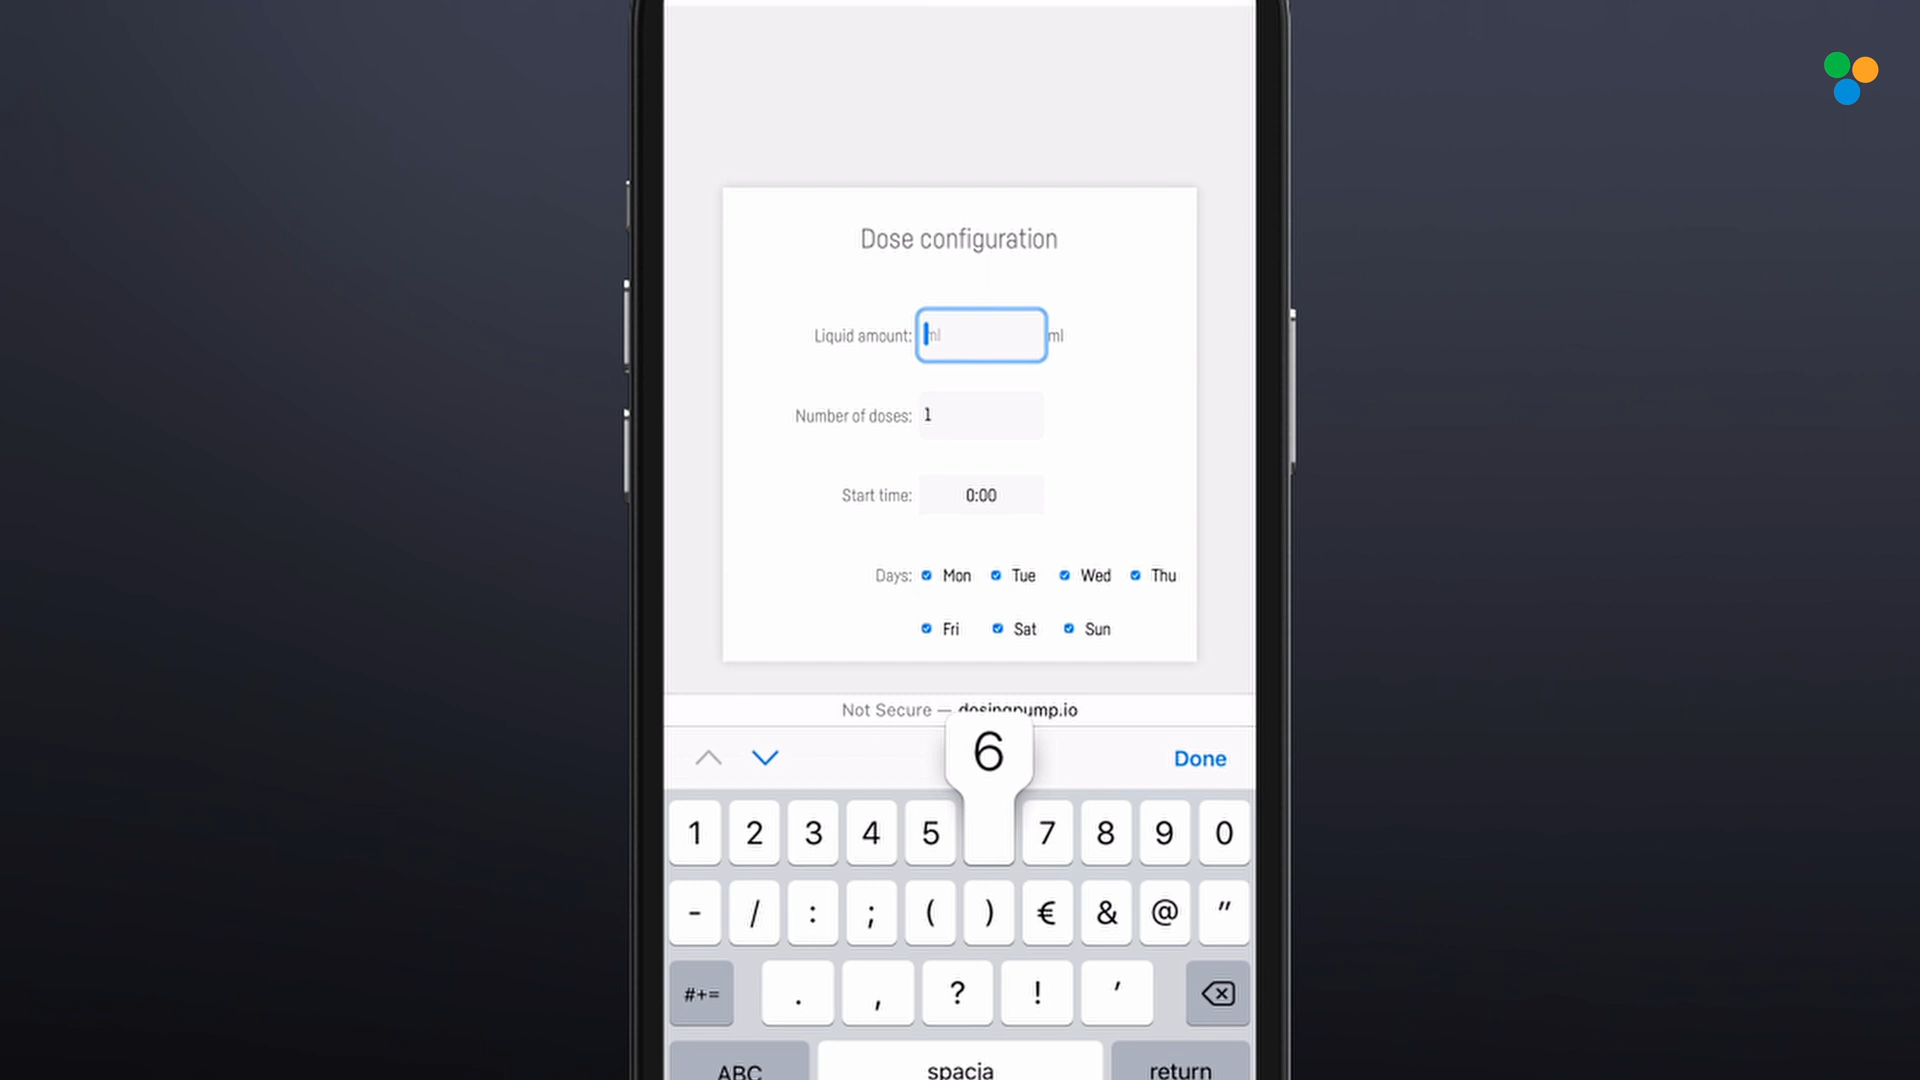 Dose configuration
Liquid amount: ml ml
Number of doses: 1
Start time: 0:00
Days: Mon Tue Wed Thu
Fri Sat Sun
Not Secure — dosingpump.io
6
Done
1 2 3 4 5 7 8 9 0
- / : ; ( ) € & @ "
#+= . , ? ! '
ABC spacja return